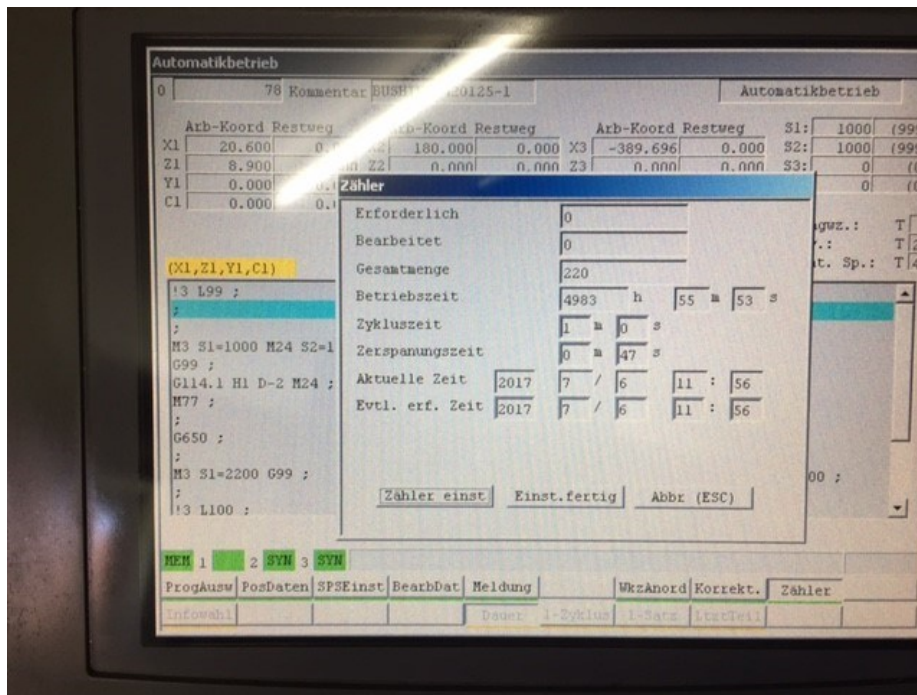 Automatikbetrieb
0 78 Kommentar 20125-1 Automatikbetrieb
Arb-Koord Restweg Arb-Koord Restweg Arb-Koord Restweg S1: 1000
X1 20.600 180.000 0.000 X3 -389.696 0.000 S2: 1000
Z1 8.900 Z2 0.000 0.000 Z3 0.000 0.000 S3: 0
Y1 0.000 0
C1 0.000
Zähler
Erforderlich 0
Bearbeitet 0
Gesamtmenge 220
Betriebszeit 4983 h 55 m 53 s
Zykluszeit 1 m 0 s
Zerspanungszeit 0 m 47 s
Aktuelle Zeit 2017 7 / 6 11 : 56
Evtl. erf. Zeit 2017 7 / 6 11 : 56
Zähler einst Einst.fertig Abbr (ESC)
gwz.: T
.: T
t. Sp.: T
(X1,Z1,Y1,C1)
!3 L99 ;
;
;
M3 S1=1000 M24 S2=1
G99 ;
G114.1 H1 D-2 M24 ;
M77 ;
;
G650 ;
;
M3 S1=2200 G99 ;
;
!3 L100 ;
00 ;
MEM 1 2 SYN 3 SYN
ProgAusw PosDaten SPSEinst BearbDat Meldung WkzAnord Korrekt. Zähler
Infowahl Dauer 1-Zyklus 1-Satz LtztTeil